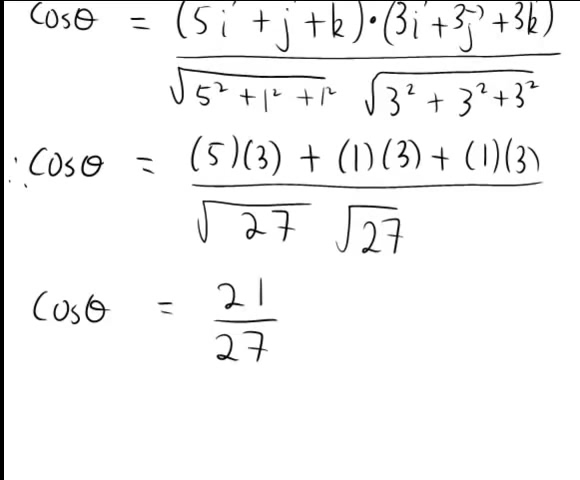 cosθ = (5i + j + k)·(3i + 3j + 3k)
√5² + 1² + 1² √3² + 3² + 3²
∴ cosθ = (5)(3) + (1)(3) + (1)(3)
√27 √27
cosθ = 21
27